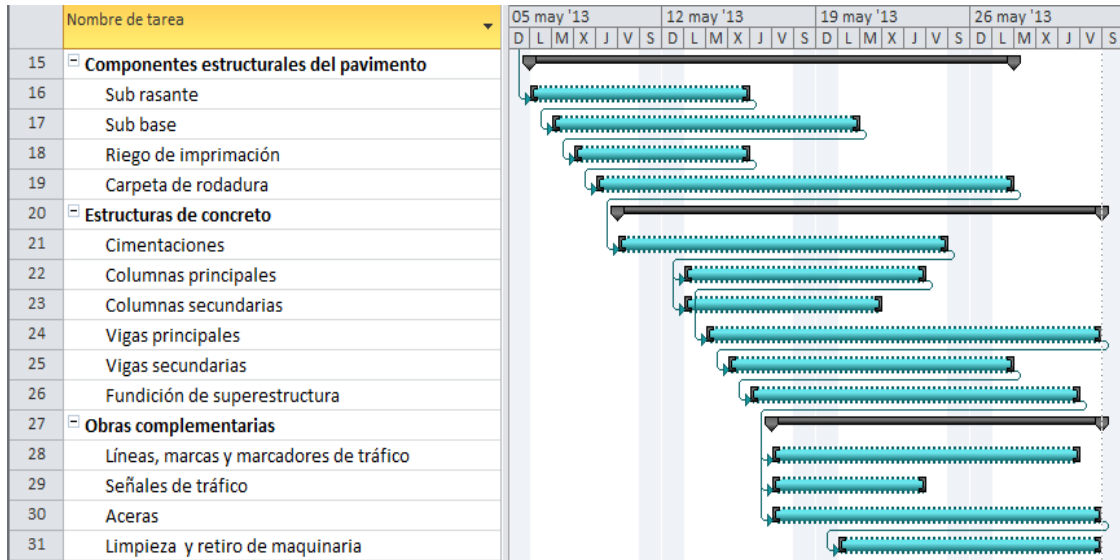 Nombre de tarea
05 may '13 12 may '13 19 may '13 26 may '13
D L M X J V S D L M X J V S D L M X J V S D L M X J V S
15 Componentes estructurales del pavimento
16 Sub rasante
17 Sub base
18 Riego de imprimación
19 Carpeta de rodadura
20 Estructuras de concreto
21 Cimentaciones
22 Columnas principales
23 Columnas secundarias
24 Vigas principales
25 Vigas secundarias
26 Fundición de superestructura
27 Obras complementarias
28 Líneas, marcas y marcadores de tráfico
29 Señales de tráfico
30 Aceras
31 Limpieza y retiro de maquinaria